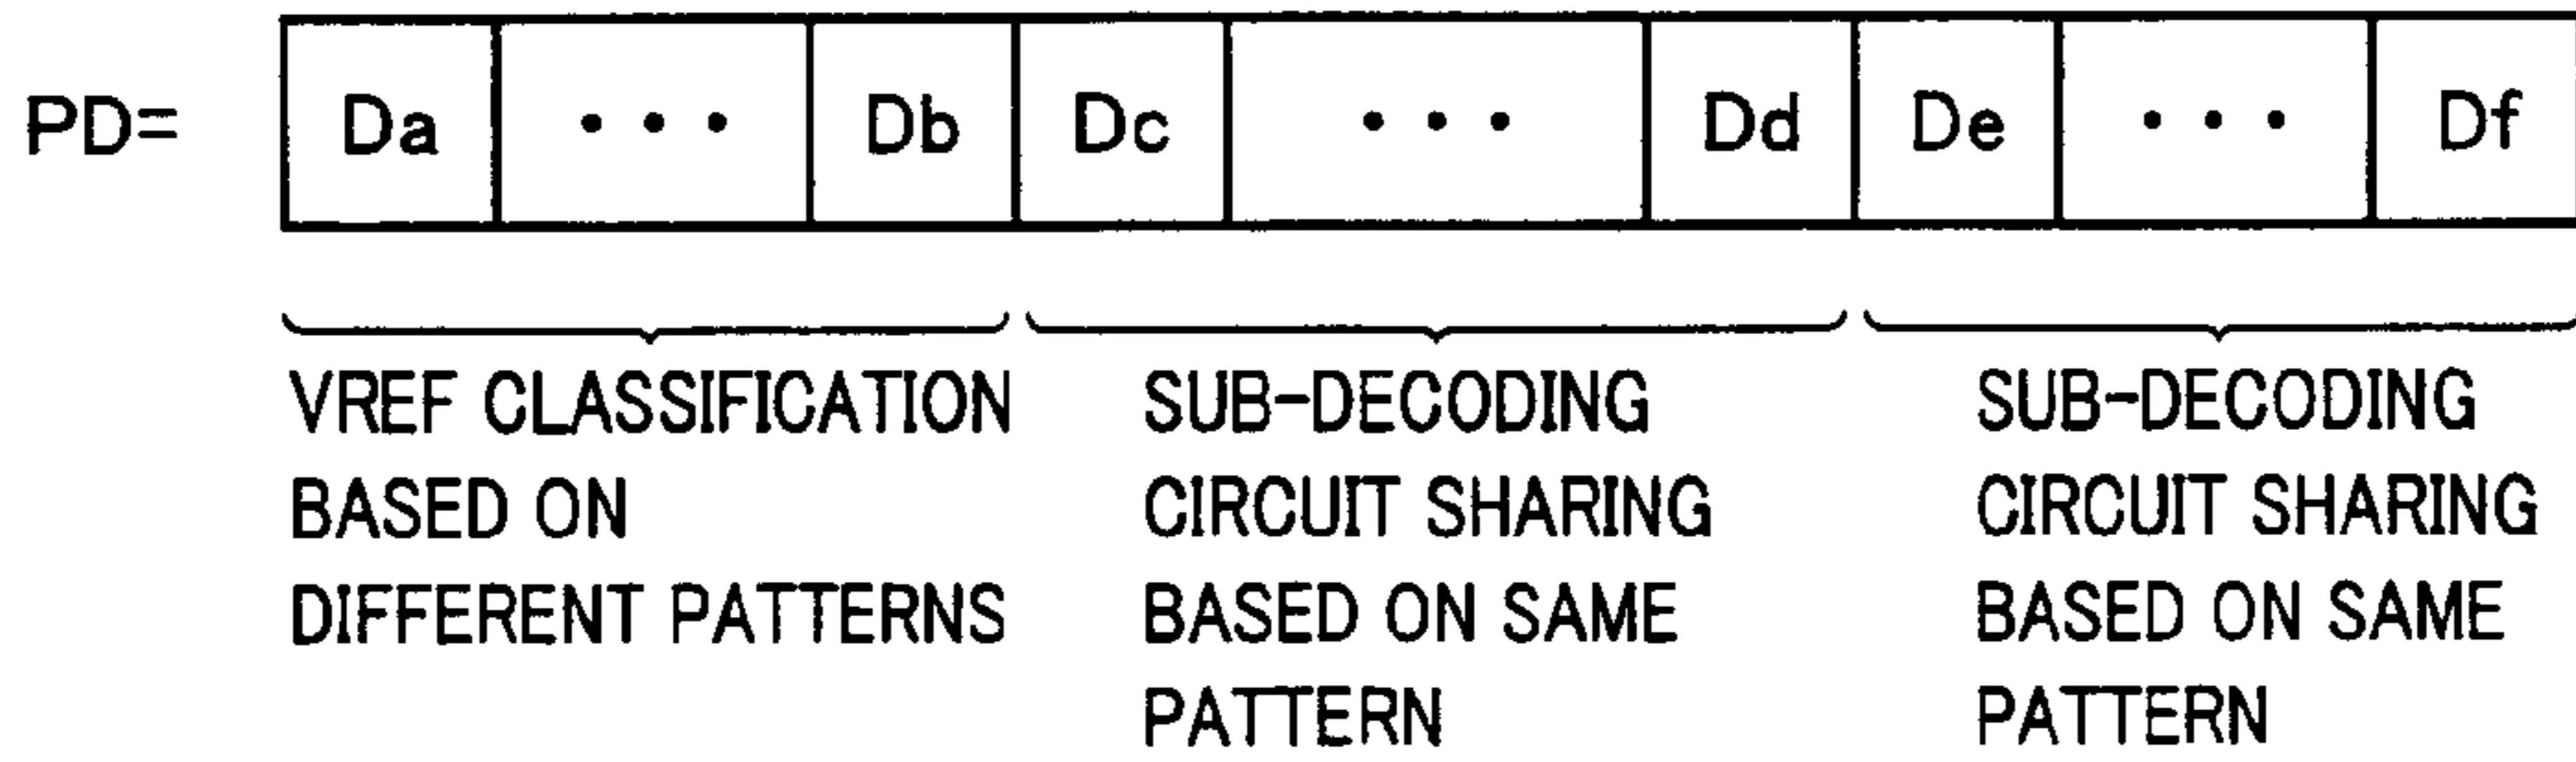 PD= Da ・・・ Db Dc ・・・ Dd De ・・・ Df
VREF CLASSIFICATION
BASED ON
DIFFERENT PATTERNS
SUB-DECODING
CIRCUIT SHARING
BASED ON SAME
PATTERN
SUB-DECODING
CIRCUIT SHARING
BASED ON SAME
PATTERN